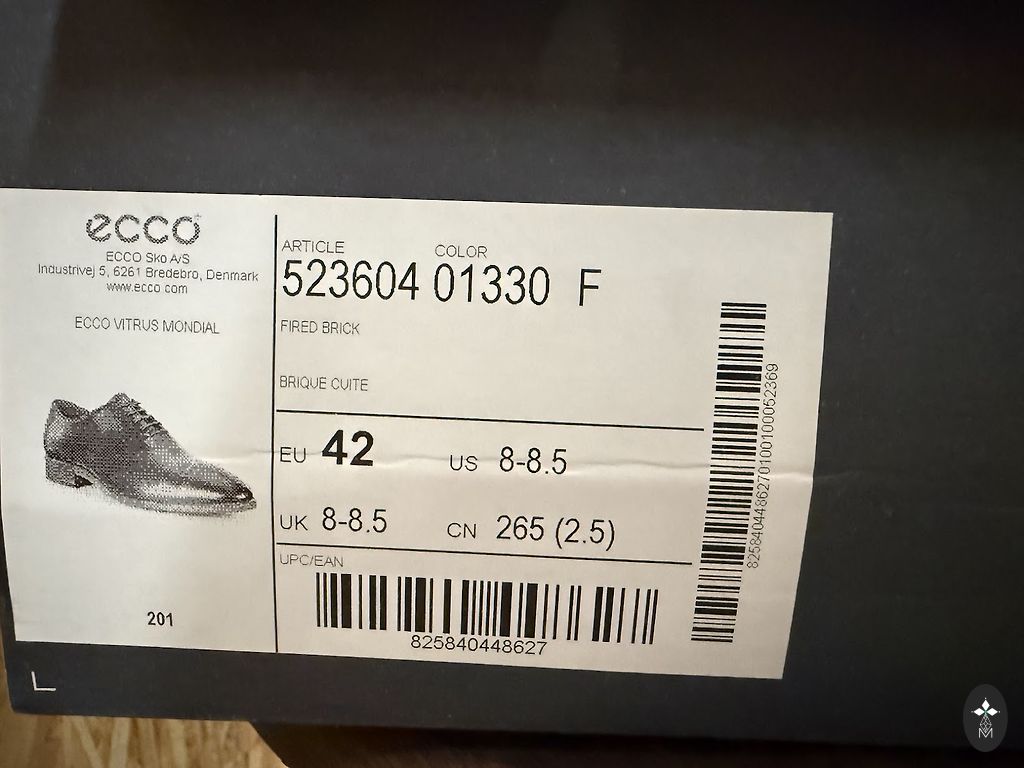 ecco
ECCO Sko A/S
Industrivej 5, 6261 Bredebro, Denmark
www.ecco.com
ECCO VITRUS MONDIAL
201
ARTICLE COLOR
523604 01330 F
FIRED BRICK
BRIQUE CUITE
EU 42 US 8-8.5
UK 8-8.5 CN 265 (2.5)
UPC/EAN
825840448627
82584044862701001000052369
M